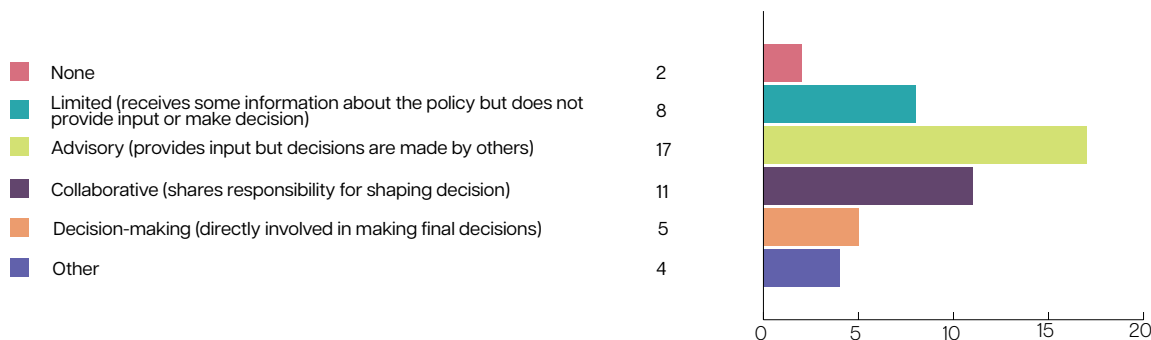 None 2
Limited (receives some information about the policy but does not
provide input or make decision) 8
Advisory (provides input but decisions are made by others) 17
Collaborative (shares responsibility for shaping decision) 11
Decision-making (directly involved in making final decisions) 5
Other 4
0 5 10 15 20